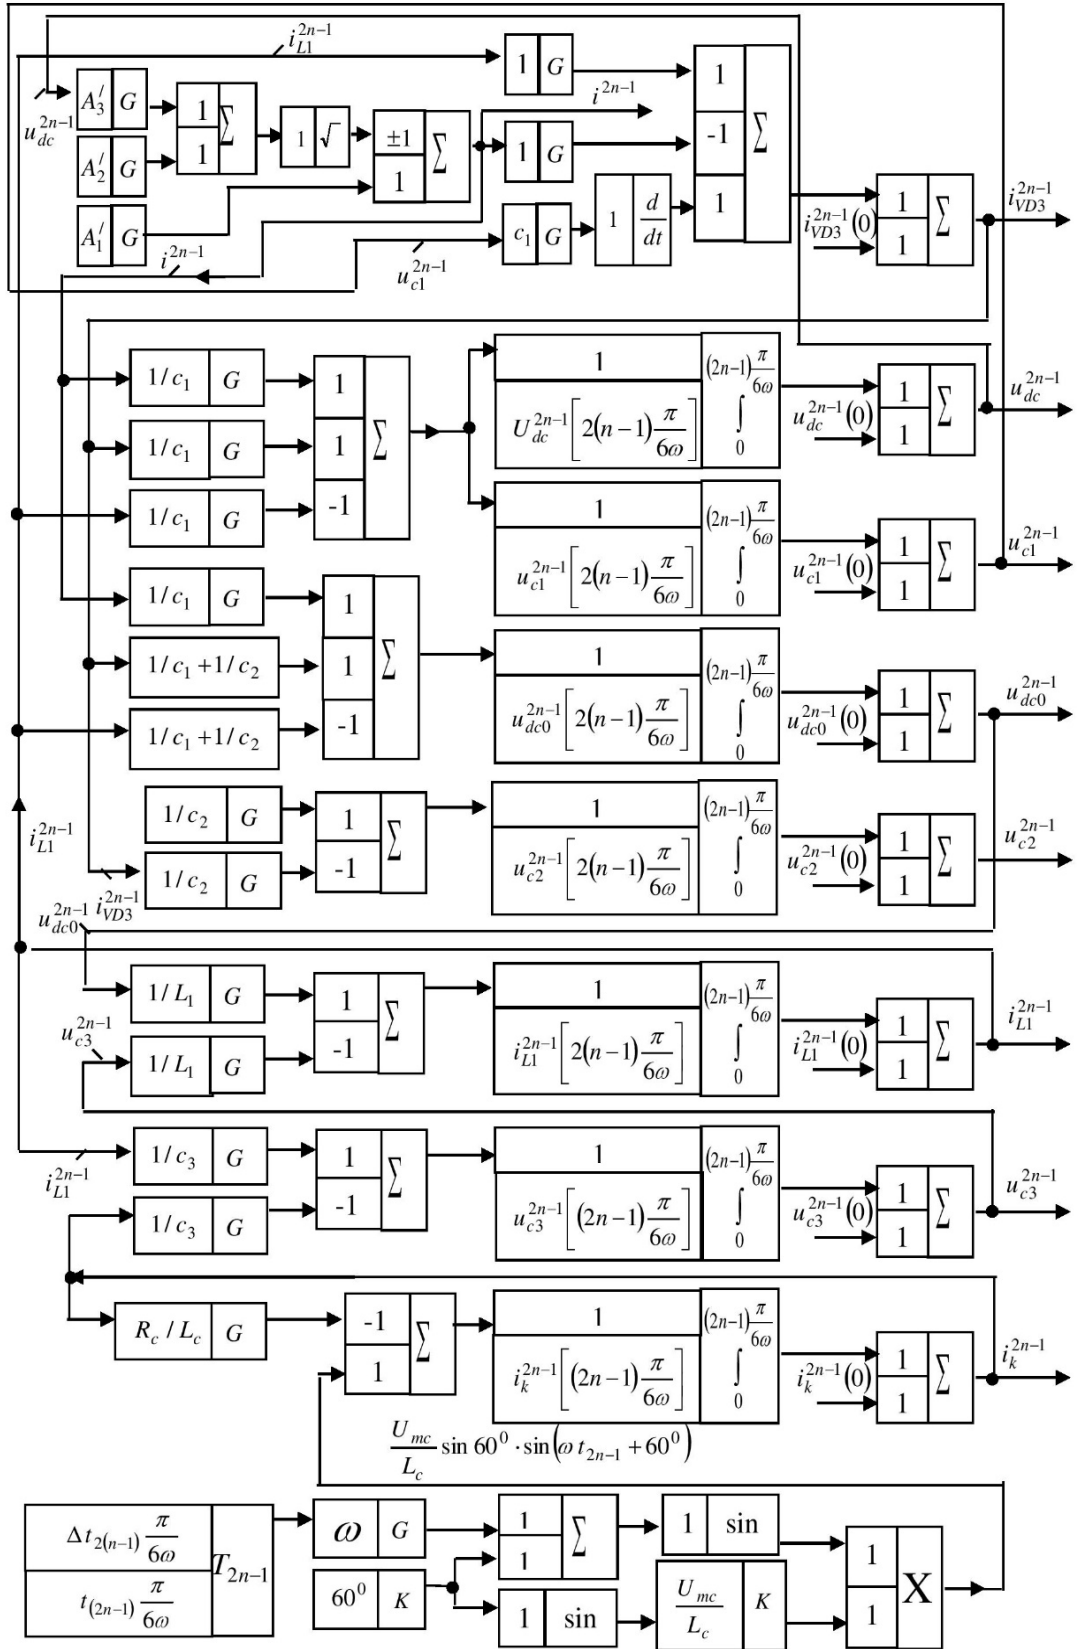 i_{L1}^{2n-1}
1 G
1
i^{2n-1}
A_3^/ G
u_{dc}^{2n-1}
1 Σ
1
1 √
±1 Σ
1
1 G
-1 Σ
A_2^/ G
A_1^/ G
c_1 G
1 d/dt
1
i^{2n-1}
u_{c1}^{2n-1}
i_{VD3}^{2n-1}(0)
1 Σ
1
i_{VD3}^{2n-1}
1/c_1 G
1/c_1 G
1/c_1 G
1
1 Σ
-1
1
U_{dc}^{2n-1}[2(n-1)π/6ω]
(2n-1)π/6ω
∫
0
u_{dc}^{2n-1}(0)
1 Σ
1
u_{dc}^{2n-1}
1
u_{c1}^{2n-1}[2(n-1)π/6ω]
(2n-1)π/6ω
∫
0
u_{c1}^{2n-1}(0)
1 Σ
1
u_{c1}^{2n-1}
1/c_1 G
1/c_1+1/c_2
1/c_1+1/c_2
1
1 Σ
-1
1
u_{dc0}^{2n-1}[2(n-1)π/6ω]
(2n-1)π/6ω
∫
0
u_{dc0}^{2n-1}(0)
1 Σ
1
u_{dc0}^{2n-1}
i_{L1}^{2n-1}
1/c_2 G
1/c_2 G
i_{VD3}^{2n-1}
1 Σ
-1
1
u_{c2}^{2n-1}[2(n-1)π/6ω]
(2n-1)π/6ω
∫
0
u_{c2}^{2n-1}(0)
1 Σ
1
u_{c2}^{2n-1}
u_{dc0}^{2n-1}
1/L_1 G
u_{c3}^{2n-1}
1/L_1 G
1 Σ
-1
1
i_{L1}^{2n-1}[2(n-1)π/6ω]
(2n-1)π/6ω
∫
0
i_{L1}^{2n-1}(0)
1 Σ
1
i_{L1}^{2n-1}
i_{L1}^{2n-1}
1/c_3 G
1/c_3 G
1 Σ
-1
1
u_{c3}^{2n-1}[(2n-1)π/6ω]
(2n-1)π/6ω
∫
0
u_{c3}^{2n-1}(0)
1 Σ
1
u_{c3}^{2n-1}
R_c/L_c G
-1 Σ
1
1
i_k^{2n-1}[(2n-1)π/6ω]
(2n-1)π/6ω
∫
0
i_k^{2n-1}(0)
1 Σ
1
i_k^{2n-1}
U_{mc}/L_c sin 60^0 · sin(ω t_{2n-1} + 60^0)
Δt_{2(n-1)} π/6ω
t_{(2n-1)} π/6ω
T_{2n-1}
ω G
60^0 K
1 Σ
1
1 sin
1 sin
U_{mc}/L_c K
1 X
1